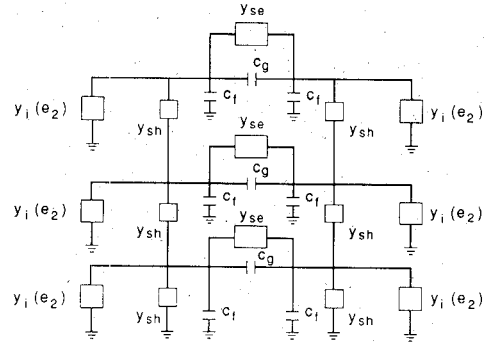 y_se
c_g
y_i(e_2) c_f c_f y_i(e_2)
y_sh y_sh
y_se
c_g
y_i(e_2) c_f c_f y_i(e_2)
y_sh y_se y_sh
c_g
y_i(e_2) c_f c_f y_i(e_2)
y_sh y_sh